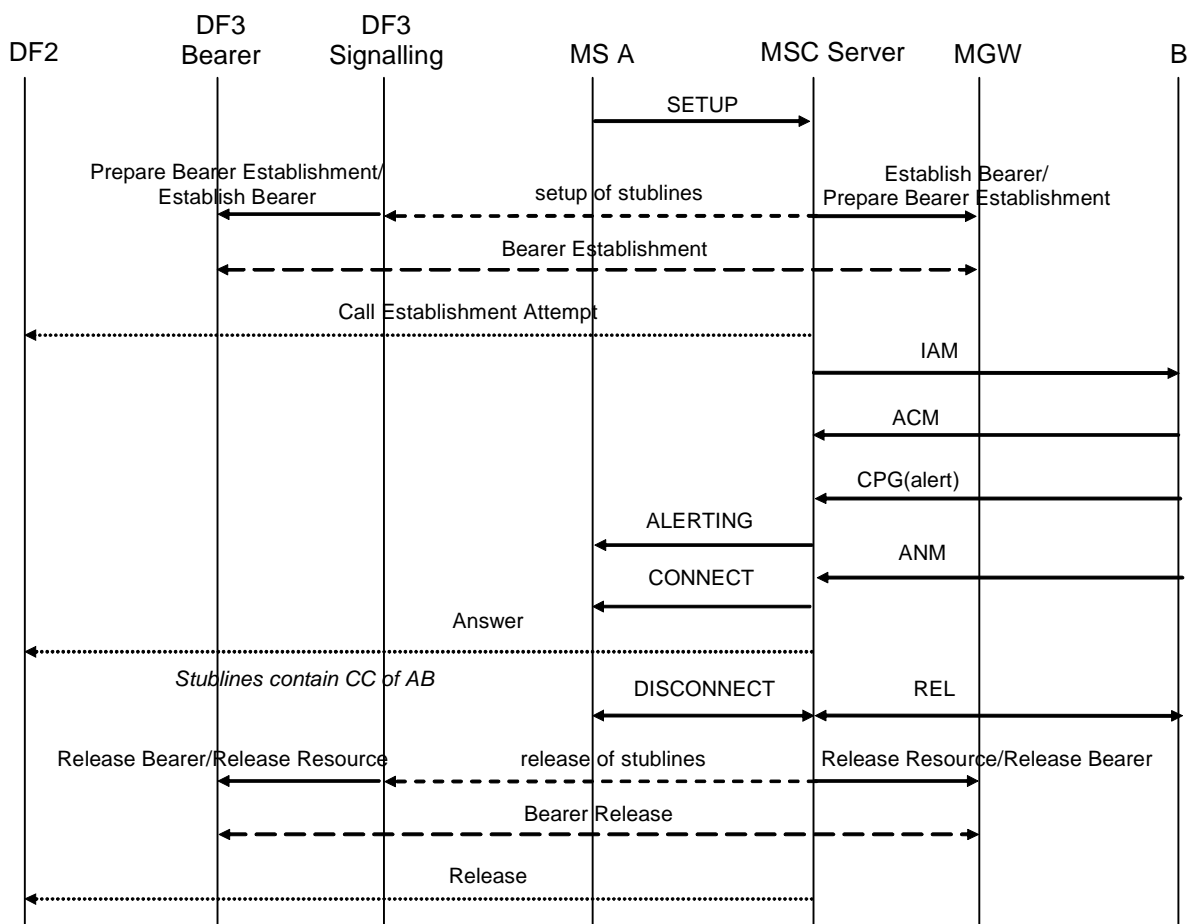 DF3
DF3
DF2
Bearer
Signalling
MS A
MSC Server
MGW
B
SETUP
Prepare Bearer Establishment/
Establish Bearer
setup of stublines
Establish Bearer/
Prepare Bearer Establishment
Bearer Establishment
Call Establishment Attempt
IAM
ACM
CPG(alert)
ALERTING
ANM
CONNECT
Answer
Stublines contain CC of AB
DISCONNECT
REL
Release Bearer/Release Resource
release of stublines
Release Resource/Release Bearer
Bearer Release
Release